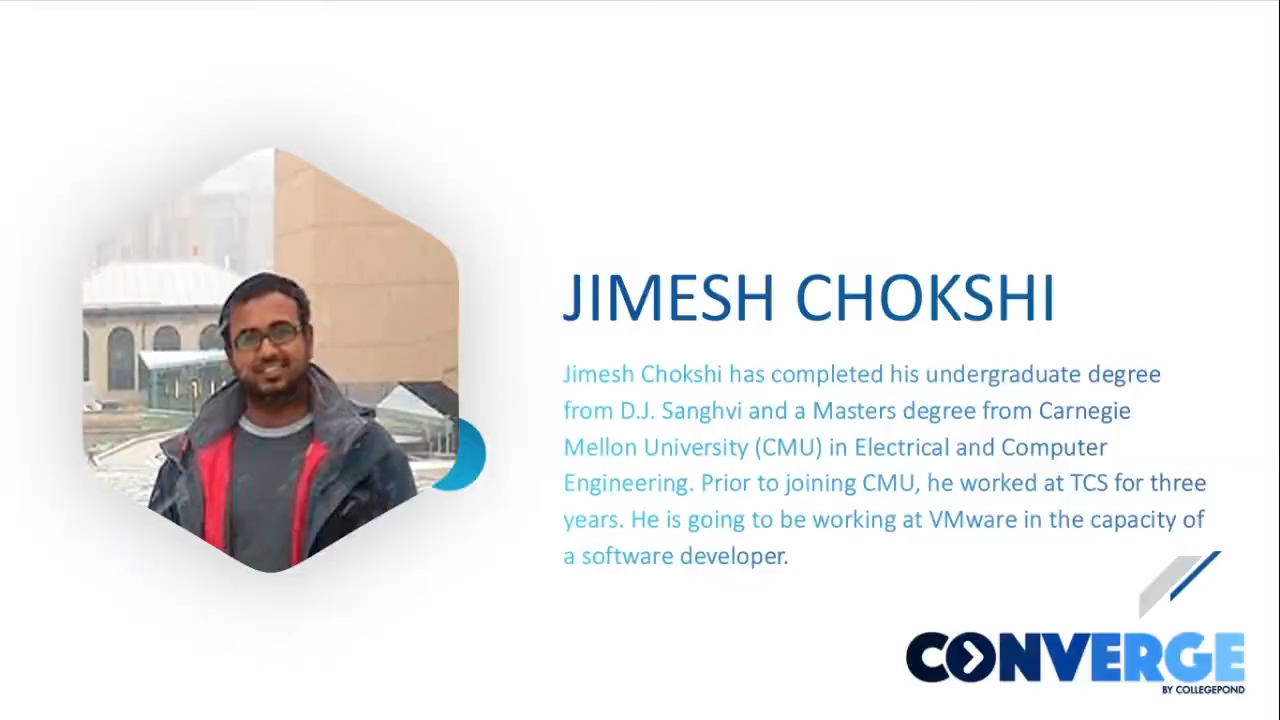 JIMESH CHOKSHI
Jimesh Chokshi has completed his undergraduate degree
from D.J. Sanghvi and a Masters degree from Carnegie
Mellon University (CMU) in Electrical and Computer
Engineering. Prior to joining CMU, he worked at TCS for three
years. He is going to be working at VMware in the capacity of
a software developer.
CONVERGE
BY COLLEGEPOND